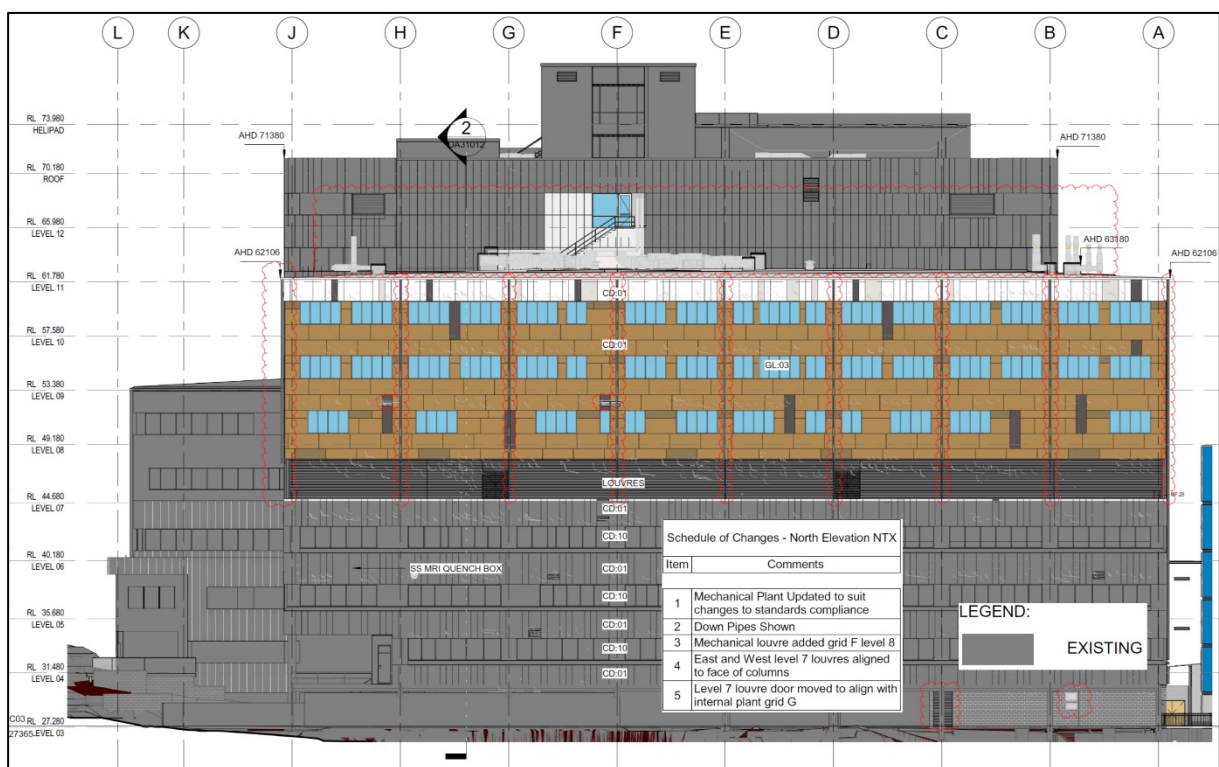 L K J H G F E D C B A
RL 73.980
HELIPAD
AHD 71380
2
DA31012
AHD 71380
RL 70.180
ROOF
RL 65.980
LEVEL 12
AHD 62106
AHD 63180
AHD 62106
RL 61.780
LEVEL 11
CD:01
RL 57.580
LEVEL 10
CD:01
GL:03
RL 53.380
LEVEL 09
RL 49.180
LEVEL 08
LOUVRES
RL 44.680
LEVEL 07
CD:01
CD:10
RL 40.180
LEVEL 06
SS MRI QUENCH BOX
CD:01
CD:10
RL 35.680
LEVEL 05
CD:01
CD:10
RL 31.480
LEVEL 04
CD:01
C03 RL 27.280
27365 LEVEL 03
Schedule of Changes - North Elevation NTX
Item Comments
1 Mechanical Plant Updated to suit
changes to standards compliance
2 Down Pipes Shown
3 Mechanical louvre added grid F level 8
4 East and West level 7 louvres aligned
to face of columns
5 Level 7 louvre door moved to align with
internal plant grid G
LEGEND:
EXISTING